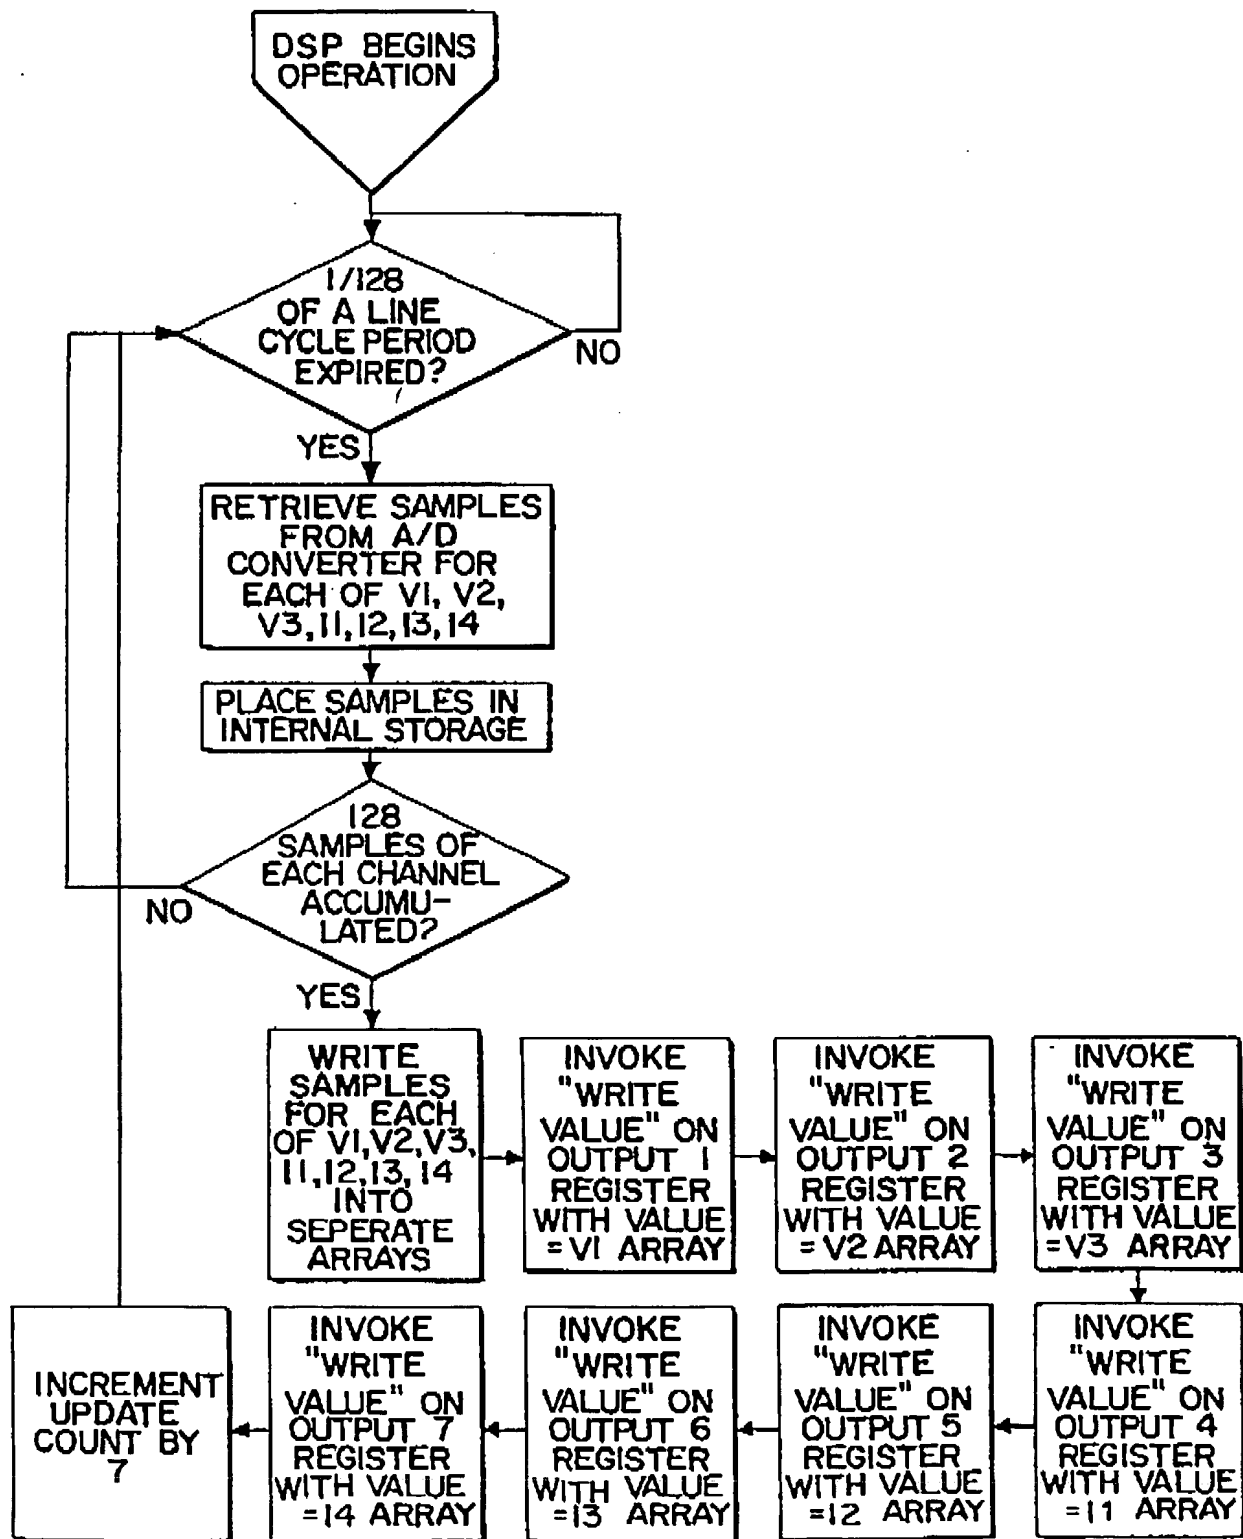 DSP BEGINS
OPERATION
1/128
OF A LINE
CYCLE PERIOD
EXPIRED?
NO
YES
RETRIEVE SAMPLES
FROM A/D
CONVERTER FOR
EACH OF V1, V2,
V3, I1, I2, I3, I4
PLACE SAMPLES IN
INTERNAL STORAGE
128
SAMPLES OF
EACH CHANNEL
ACCUMU-
LATED?
NO
YES
WRITE
SAMPLES
FOR EACH
OF V1, V2, V3,
I1, I2, I3, I4
INTO
SEPERATE
ARRAYS
INVOKE
"WRITE
VALUE" ON
OUTPUT 1
REGISTER
WITH VALUE
=V1 ARRAY
INVOKE
"WRITE
VALUE" ON
OUTPUT 2
REGISTER
WITH VALUE
=V2 ARRAY
INVOKE
"WRITE
VALUE" ON
OUTPUT 3
REGISTER
WITH VALUE
=V3 ARRAY
INVOKE
"WRITE
VALUE" ON
OUTPUT 4
REGISTER
WITH VALUE
=I1 ARRAY
INVOKE
"WRITE
VALUE" ON
OUTPUT 5
REGISTER
WITH VALUE
=I2 ARRAY
INVOKE
"WRITE
VALUE" ON
OUTPUT 6
REGISTER
WITH VALUE
=I3 ARRAY
INVOKE
"WRITE
VALUE" ON
OUTPUT 7
REGISTER
WITH VALUE
=I4 ARRAY
INCREMENT
UPDATE
COUNT BY
7